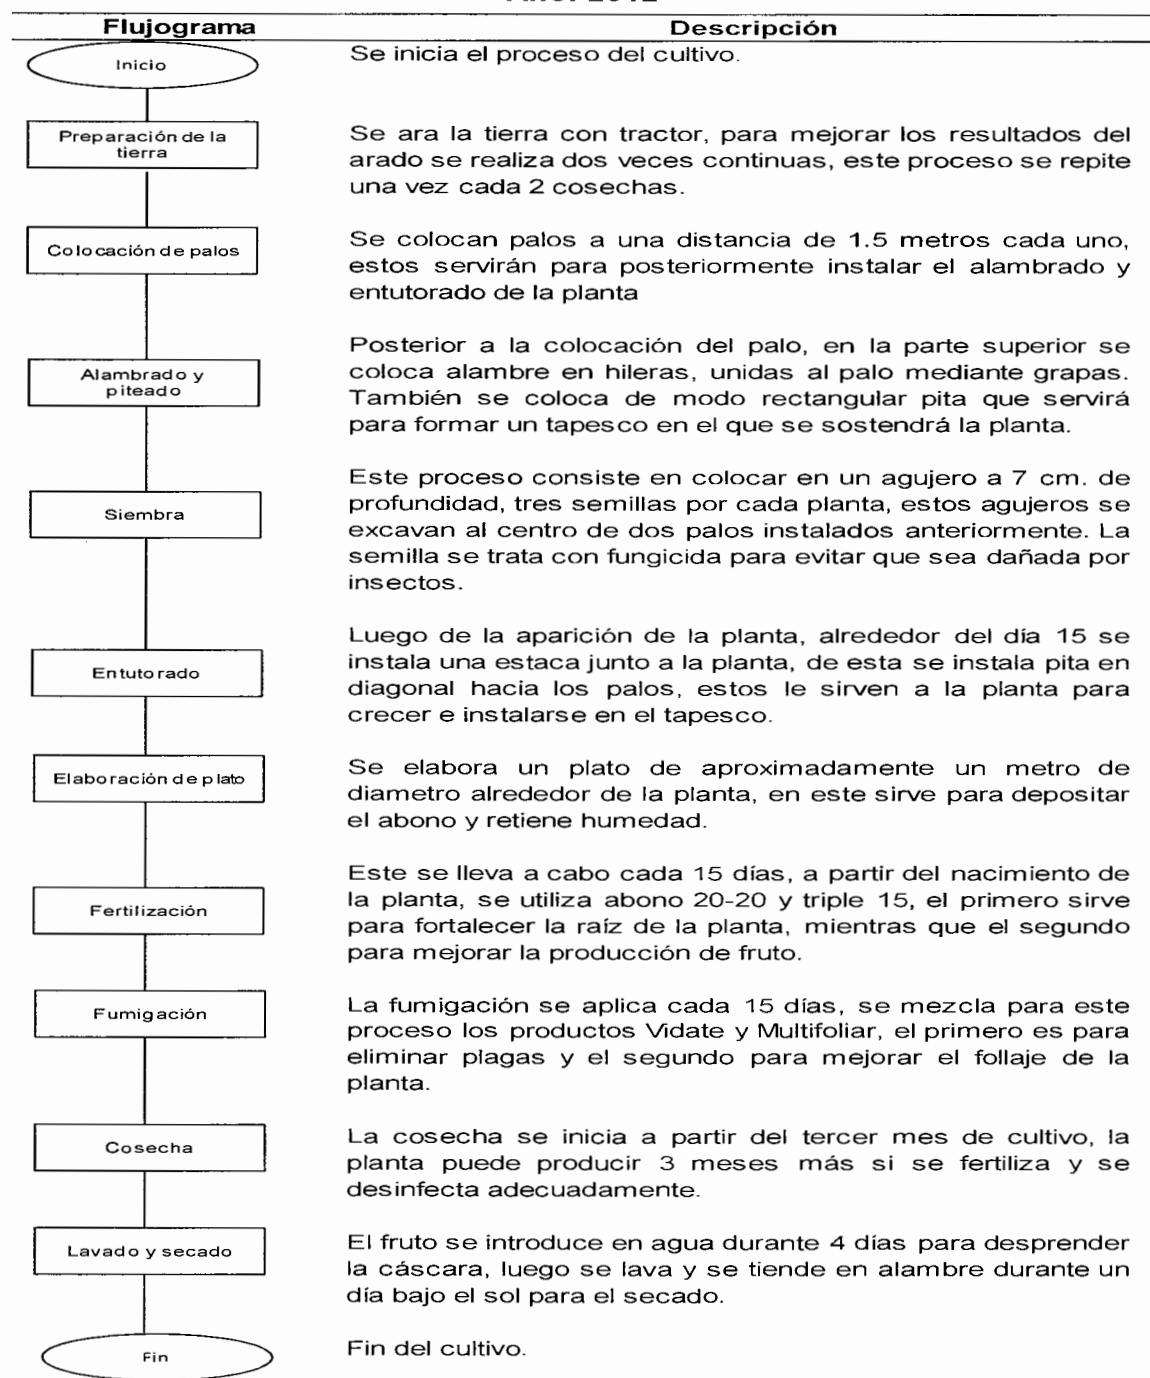 Flujograma Descripción
Inicio
Se inicia el proceso del cultivo.
Preparación de la
tierra
Se ara la tierra con tractor, para mejorar los resultados del
arado se realiza dos veces continuas, este proceso se repite
una vez cada 2 cosechas.
Colocación de palos
Se colocan palos a una distancia de 1.5 metros cada uno,
estos servirán para posteriormente instalar el alambrado y
entutorado de la planta
Alambrado y
piteado
Posterior a la colocación del palo, en la parte superior se
coloca alambre en hileras, unidas al palo mediante grapas.
También se coloca de modo rectangular pita que servirá
para formar un tapesco en el que se sostendrá la planta.
Siembra
Este proceso consiste en colocar en un agujero a 7 cm. de
profundidad, tres semillas por cada planta, estos agujeros se
excavan al centro de dos palos instalados anteriormente. La
semilla se trata con fungicida para evitar que sea dañada por
insectos.
Entutorado
Luego de la aparición de la planta, alrededor del día 15 se
instala una estaca junto a la planta, de esta se instala pita en
diagonal hacia los palos, estos le sirven a la planta para
crecer e instalarse en el tapesco.
Elaboración de plato
Se elabora un plato de aproximadamente un metro de
diametro alrededor de la planta, en este sirve para depositar
el abono y retiene humedad.
Fertilización
Este se lleva a cabo cada 15 días, a partir del nacimiento de
la planta, se utiliza abono 20-20 y triple 15, el primero sirve
para fortalecer la raíz de la planta, mientras que el segundo
para mejorar la producción de fruto.
Fumigación
La fumigación se aplica cada 15 días, se mezcla para este
proceso los productos Vidate y Multifoliar, el primero es para
eliminar plagas y el segundo para mejorar el follaje de la
planta.
Cosecha
La cosecha se inicia a partir del tercer mes de cultivo, la
planta puede producir 3 meses más si se fertiliza y se
desinfecta adecuadamente.
Lavado y secado
El fruto se introduce en agua durante 4 días para desprender
la cáscara, luego se lava y se tiende en alambre durante un
día bajo el sol para el secado.
Fin
Fin del cultivo.